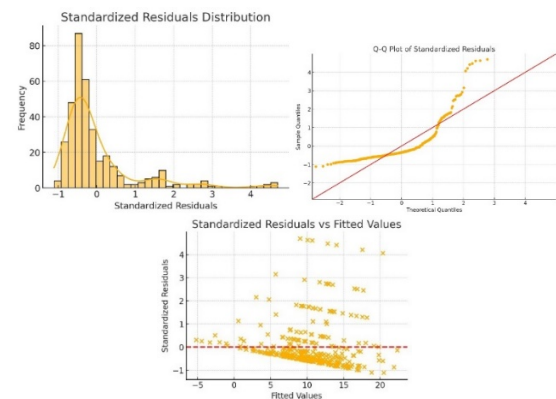 Standardized Residuals Distribution
80
60
40
20
0
Frequency
-1 0 1 2 3 4
Standardized Residuals
Q-Q Plot of Standardized Residuals
4
3
2
1
0
-1
-2
Sample Quantiles
-2 -1 0 1 2 3 4
Theoretical Quantiles
Standardized Residuals vs Fitted Values
4
3
2
1
0
-1
Standardized Residuals
-5 0 5 10 15 20
Fitted Values